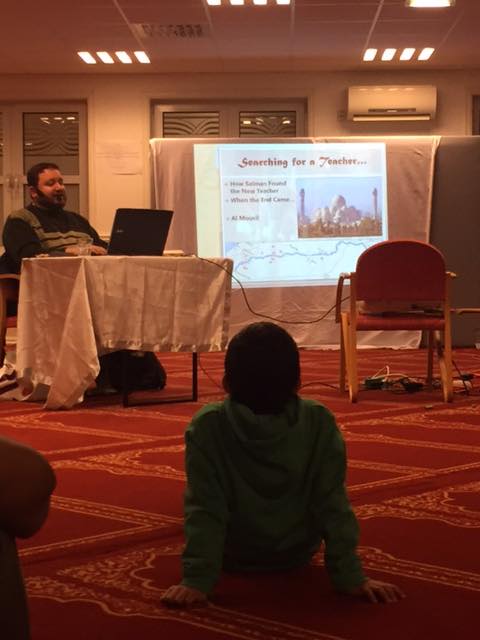 Searching for a Teacher...
How Salman Found
the New Teacher
When the End Came...
Al Mousil